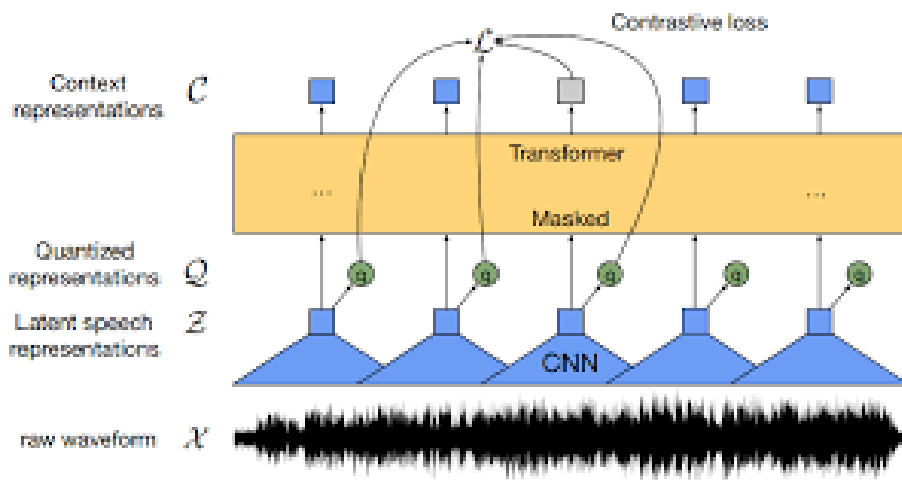 Contrastive loss
ℒ
Context
representations
𝒞
Transformer
... ...
Masked
Quantized
representations
𝒬
q q q q q
Latent speech
representations
𝒵
CNN
raw waveform
𝒳